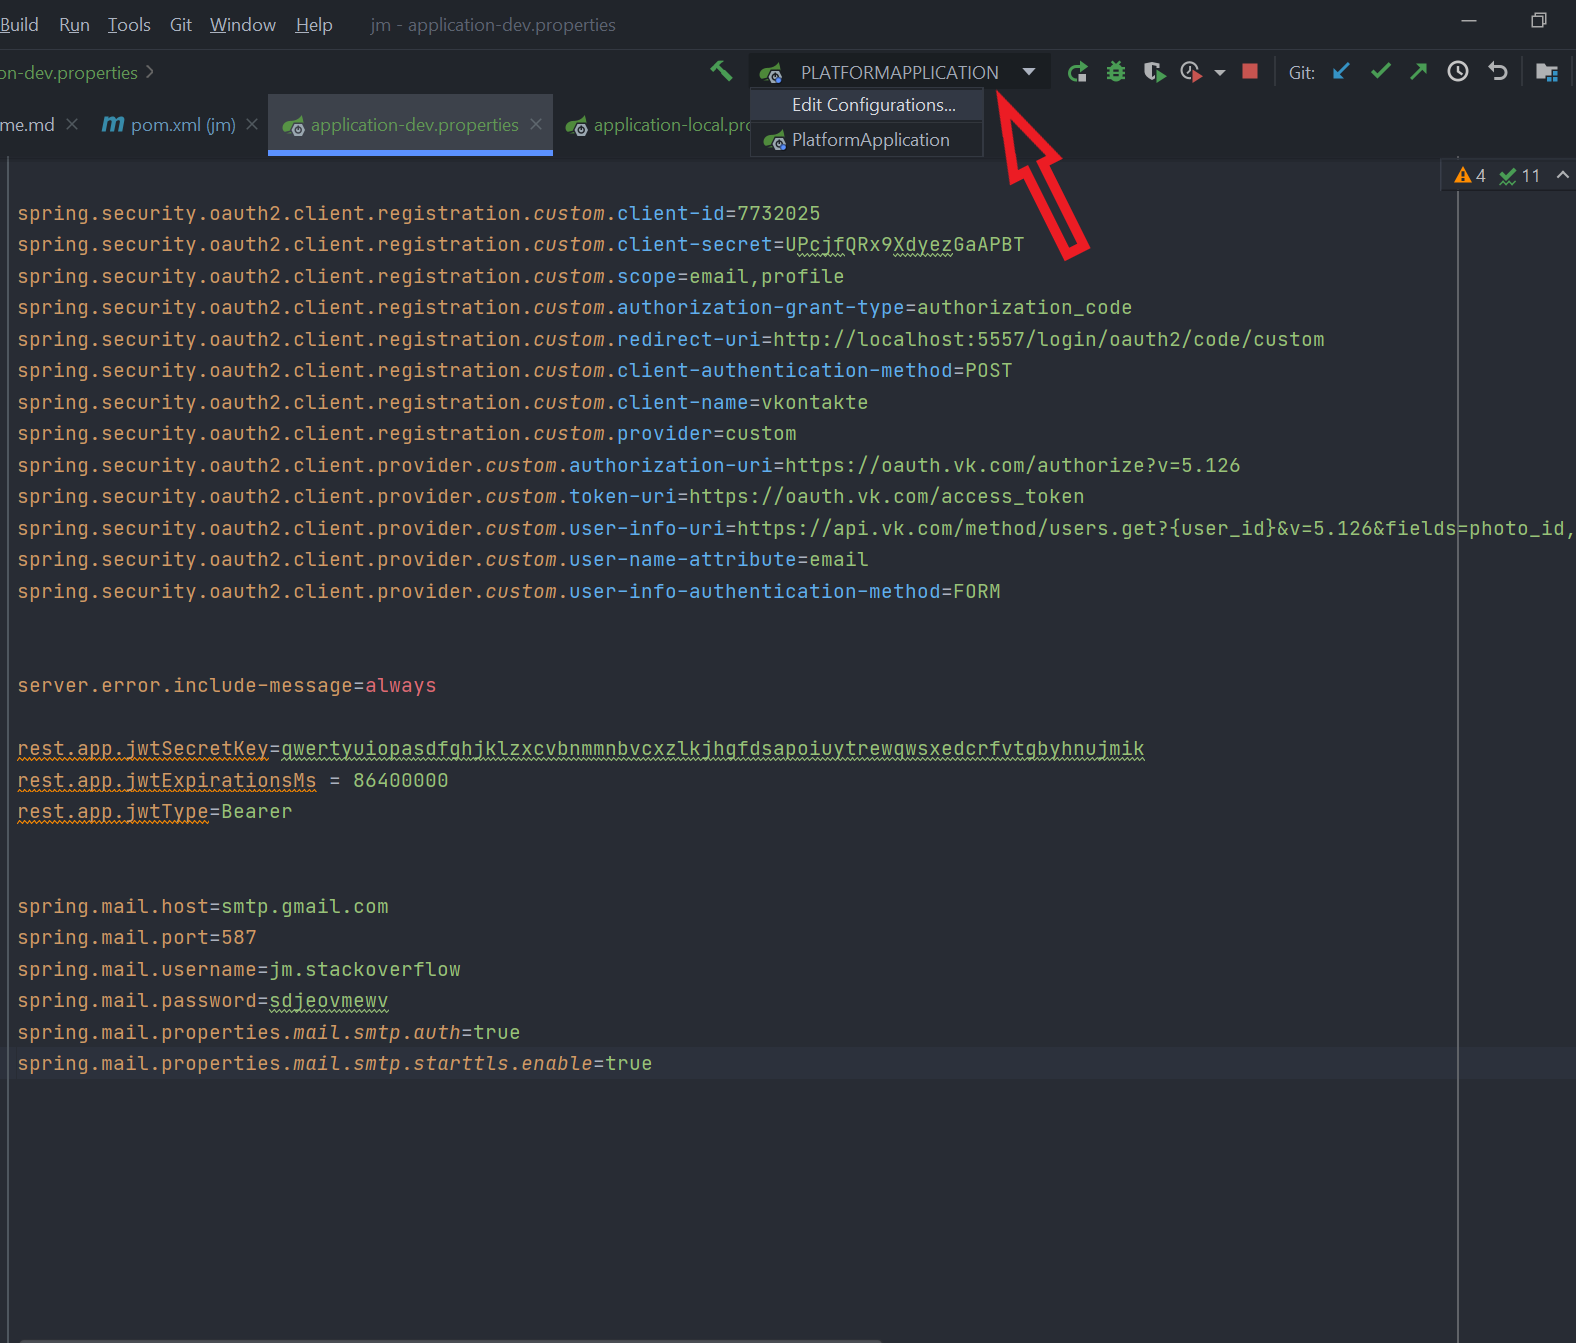 Build Run Tools Git Window Help jm - application-dev.properties
on-dev.properties PLATFORMAPPLICATION Git:
Edit Configurations...
me.md pom.xml (jm) application-dev.properties application-local.pro
PlatformApplication
4 11
spring.security.oauth2.client.registration.custom.client-id=7732025
spring.security.oauth2.client.registration.custom.client-secret=UPcjfQRx9XdyezGaAPBT
spring.security.oauth2.client.registration.custom.scope=email,profile
spring.security.oauth2.client.registration.custom.authorization-grant-type=authorization_code
spring.security.oauth2.client.registration.custom.redirect-uri=http://localhost:5557/login/oauth2/code/custom
spring.security.oauth2.client.registration.custom.client-authentication-method=POST
spring.security.oauth2.client.registration.custom.client-name=vkontakte
spring.security.oauth2.client.registration.custom.provider=custom
spring.security.oauth2.client.provider.custom.authorization-uri=https://oauth.vk.com/authorize?v=5.126
spring.security.oauth2.client.provider.custom.token-uri=https://oauth.vk.com/access_token
spring.security.oauth2.client.provider.custom.user-info-uri=https://api.vk.com/method/users.get?{user_id}&v=5.126&fields=photo_id,
spring.security.oauth2.client.provider.custom.user-name-attribute=email
spring.security.oauth2.client.provider.custom.user-info-authentication-method=FORM
server.error.include-message=always
rest.app.jwtSecretKey=qwertyuiopasdfghjklzxcvbnmmnbvcxzlkjhgfdsapoiuytrewqwsxedcrfvtgbyhnujmik
rest.app.jwtExpirationsMs = 86400000
rest.app.jwtType=Bearer
spring.mail.host=smtp.gmail.com
spring.mail.port=587
spring.mail.username=jm.stackoverflow
spring.mail.password=sdjeovmewv
spring.mail.properties.mail.smtp.auth=true
spring.mail.properties.mail.smtp.starttls.enable=true